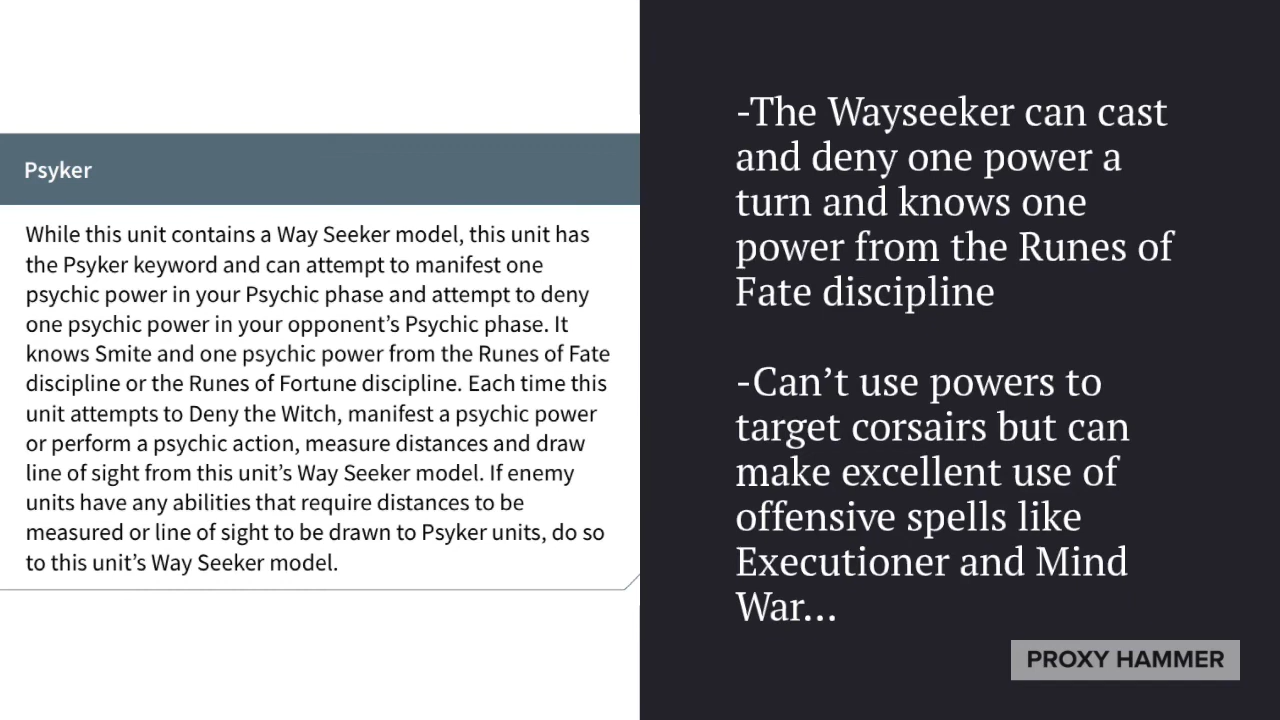 Psyker
While this unit contains a Way Seeker model, this unit has
the Psyker keyword and can attempt to manifest one
psychic power in your Psychic phase and attempt to deny
one psychic power in your opponent's Psychic phase. It
knows Smite and one psychic power from the Runes of Fate
discipline or the Runes of Fortune discipline. Each time this
unit attempts to Deny the Witch, manifest a psychic power
or perform a psychic action, measure distances and draw
line of sight from this unit's Way Seeker model. If enemy
units have any abilities that require distances to be
measured or line of sight to be drawn to Psyker units, do so
to this unit's Way Seeker model.
-The Wayseeker can cast
and deny one power a
turn and knows one
power from the Runes of
Fate discipline
-Can't use powers to
target corsairs but can
make excellent use of
offensive spells like
Executioner and Mind
War...
PROXY HAMMER